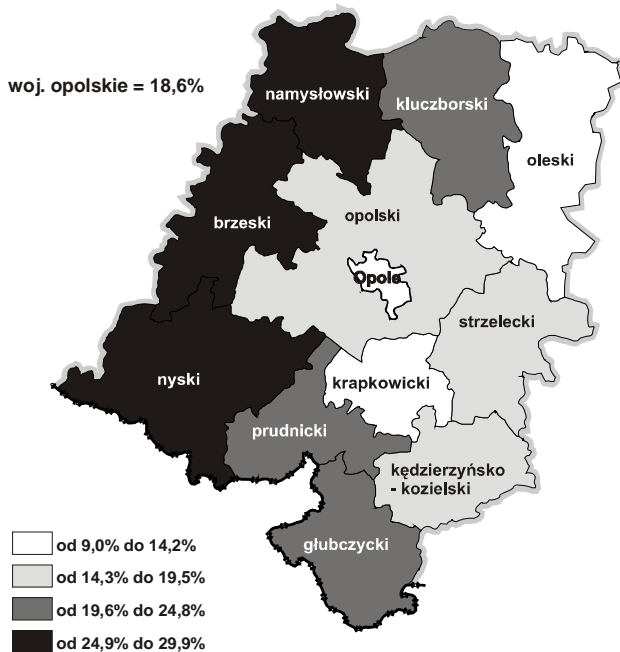 woj. opolskie = 18,6%
namysłowski
kluczborski
oleski
brzeski
opolski
Opole
strzelecki
nyski
krapkowicki
prudnicki
kędzierzyńsko
- kozielski
głubczycki
od 9,0% do 14,2%
od 14,3% do 19,5%
od 19,6% do 24,8%
od 24,9% do 29,9%